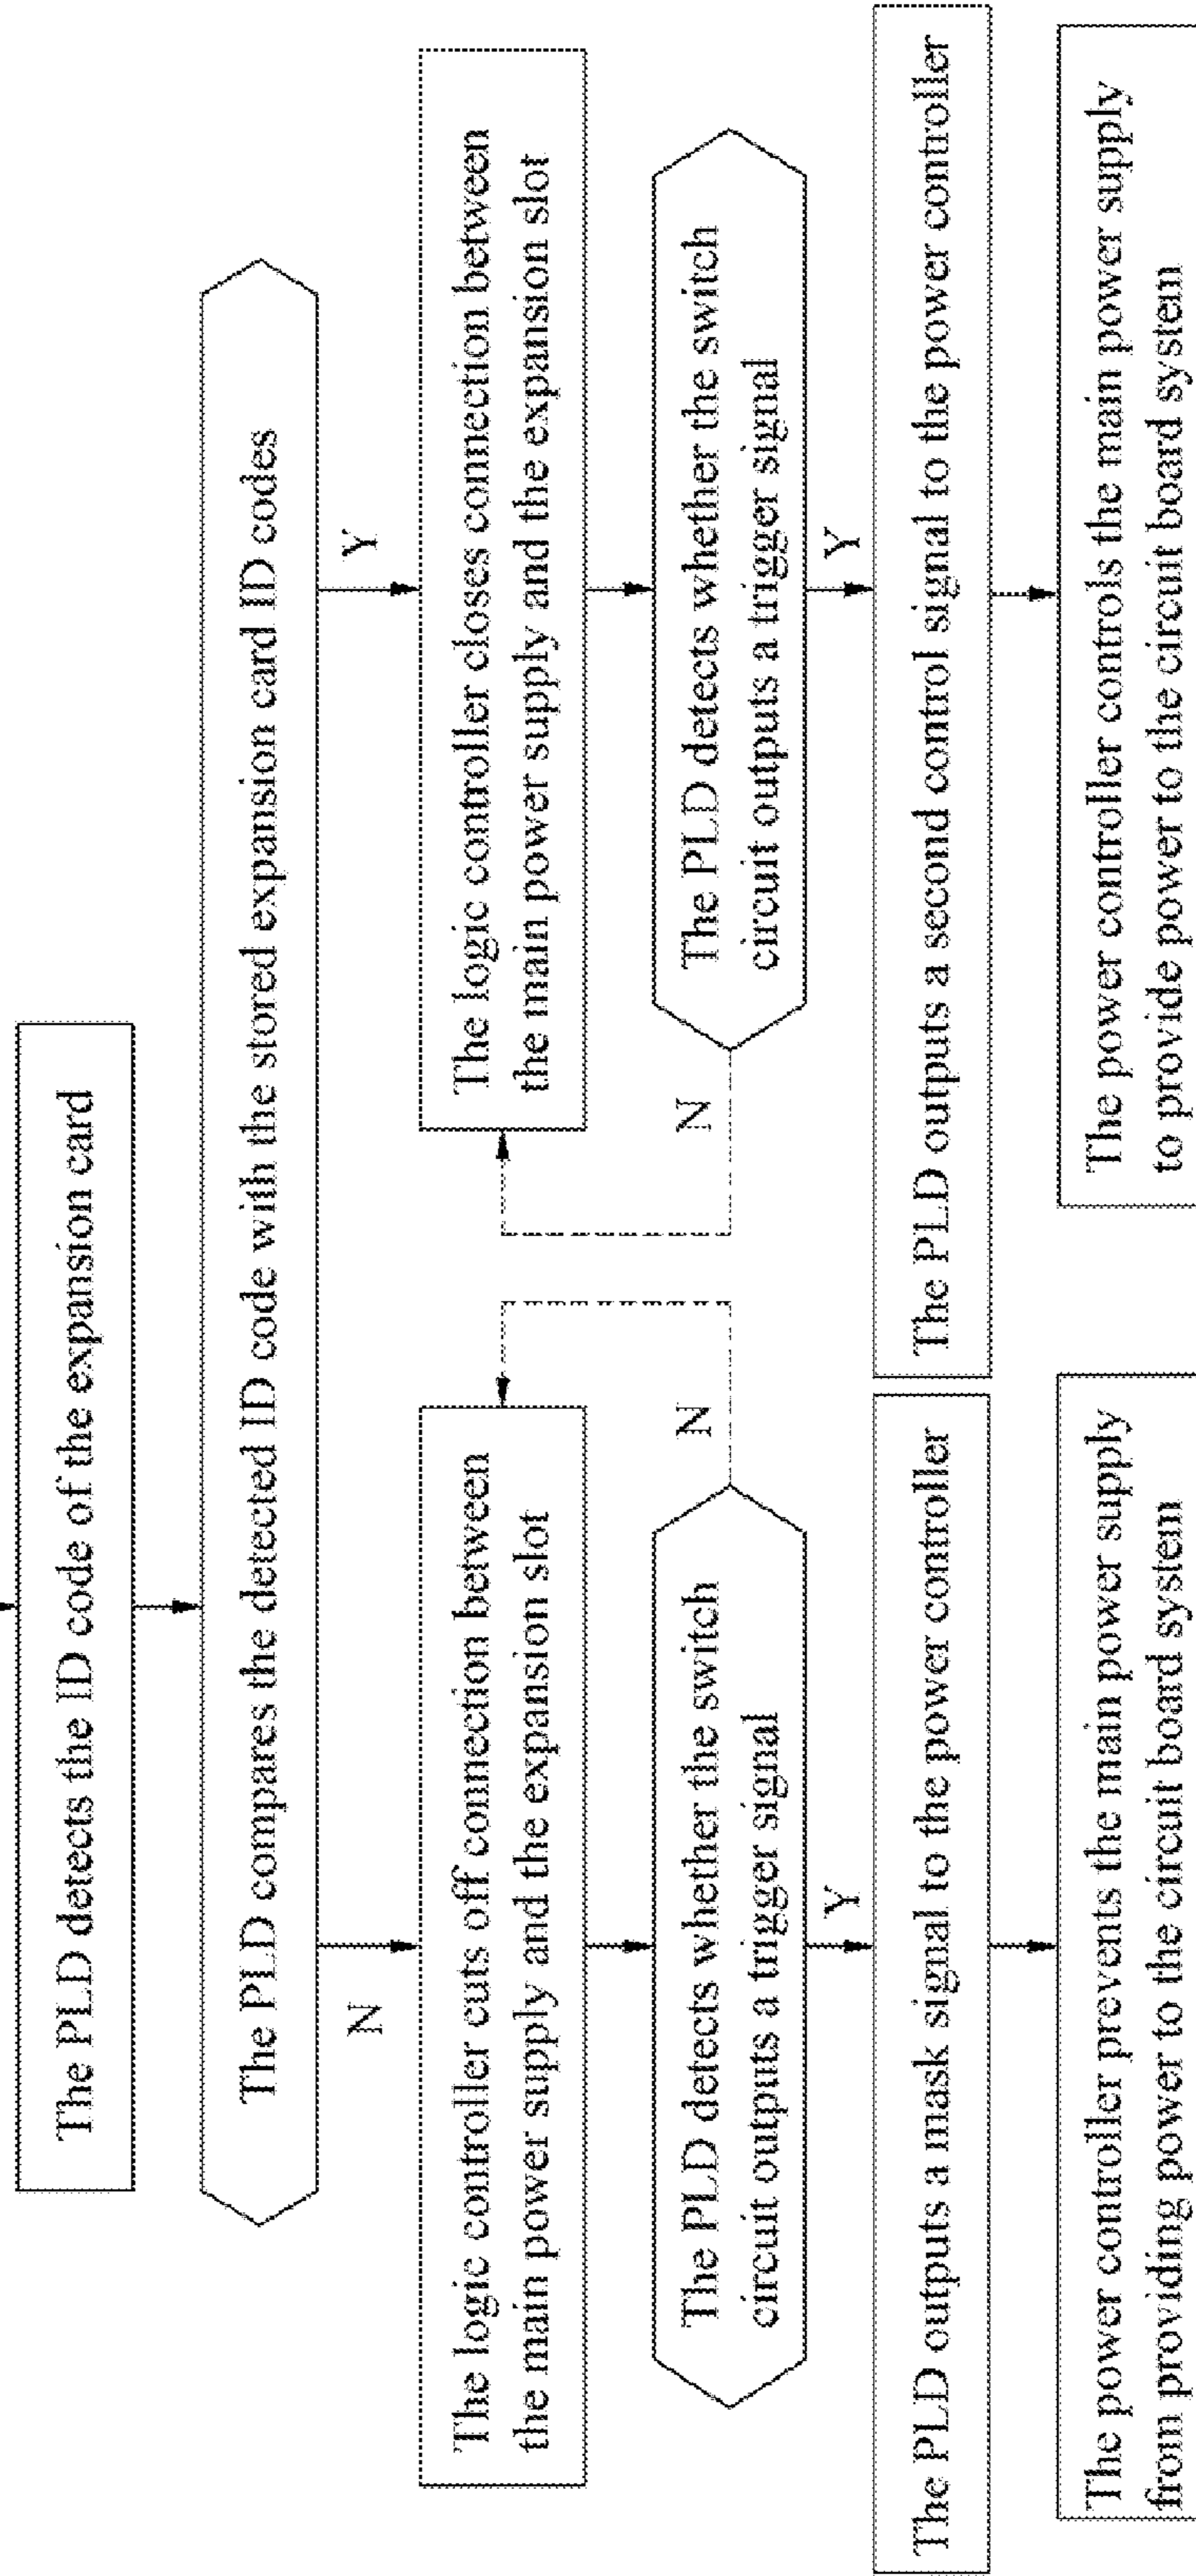 The PLD detects the ID code of the expansion card
The PLD compares the detected ID code with the stored expansion card ID codes
N
Y
The logic controller cuts off connection between
the main power supply and the expansion slot
The logic controller closes connection between
the main power supply and the expansion slot
N
N
The PLD detects whether the switch
circuit outputs a trigger signal
The PLD detects whether the switch
circuit outputs a trigger signal
Y
Y
The PLD outputs a mask signal to the power controller
The PLD outputs a second control signal to the power controller
The power controller prevents the main power supply
from providing power to the circuit board system
The power controller controls the main power supply
to provide power to the circuit board system